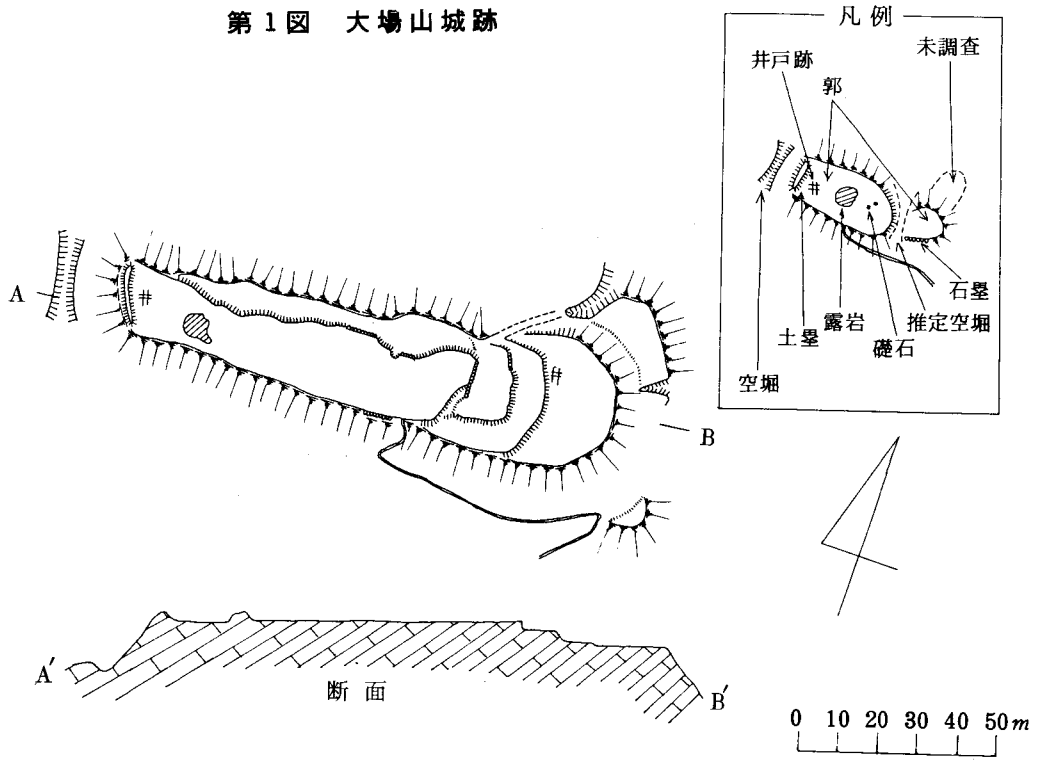 第1図 大場山城跡
凡例
未調査
井戸跡
郭
石塁
推定空堀
露岩
礎石
土塁
空堀
A
B
A′
断面
B′
0 10 20 30 40 50m